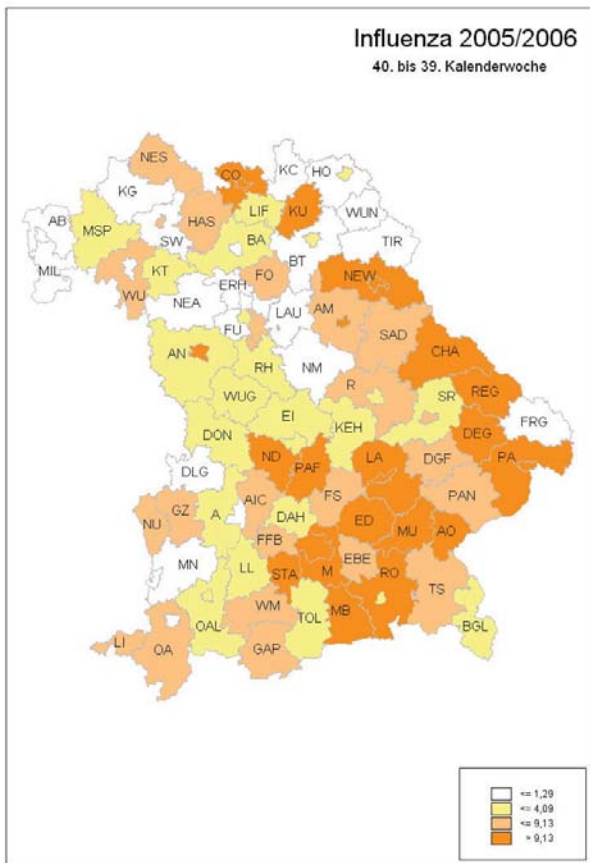 Influenza 2005/2006
40. bis 39. Kalenderwoche
NES
CO
KC
HO
KG
LIF
KU
WUN
AB
MSP
HAS
SW
BA
TIR
MIL
KT
BT
WU
FO
NEW
NEA
ERH
AM
FU
LAU
SAD
CHA
AN
RH
NM
R
REG
WUG
SR
FRG
EI
KEH
DEG
DON
ND
PAF
LA
DGF
PA
DLG
PAN
GZ
AIC
FS
NU
A
DAH
ED
MU
AO
FFB
MN
EBE
LL
STA
M
RO
TS
WM
OAL
TOL
MB
BGL
LI
OA
GAP
<= 1,29
<= 4,09
<= 9,13
> 9,13